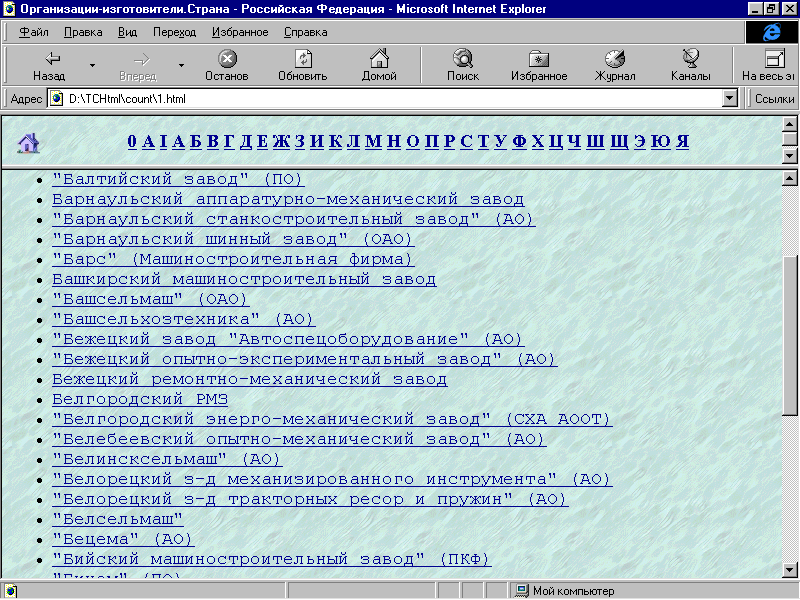 Организации-изготовители.Страна - Российская Федерация - Microsoft Internet Explorer
Файл Правка Вид Переход Избранное Справка
Назад Вперед Останов Обновить Домой Поиск Избранное Журнал Каналы На весь эк
Адрес D:\TCHtml\count\1.html Ссылки
0 A I А Б В Г Д Е Ж З И К Л М Н О П Р С Т У Ф Х Ц Ч Ш Щ Э Ю Я
"Балтийский завод" (ПО)
Барнаульский аппаратурно-механический завод
"Барнаульский станкостроительный завод" (АО)
"Барнаульский шинный завод" (ОАО)
"Барс" (Машиностроительная фирма)
Башкирский машиностроительный завод
"Башсельмаш" (ОАО)
"Башсельхозтехника" (АО)
"Бежецкий завод "Автоспецоборудование" (АО)
"Бежецкий опытно-экспериментальный завод" (АО)
Бежецкий ремонтно-механический завод
Белгородский РМЗ
"Белгородский энерго-механический завод" (СХА АООТ)
"Белебеевский опытно-механический завод" (АО)
"Белинсксельмаш" (АО)
"Белорецкий з-д механизированного инструмента" (АО)
"Белорецкий з-д тракторных ресор и пружин" (АО)
"Белсельмаш"
"Бецема" (АО)
"Бийский машиностроительный завод" (ПКФ)
Мой компьютер